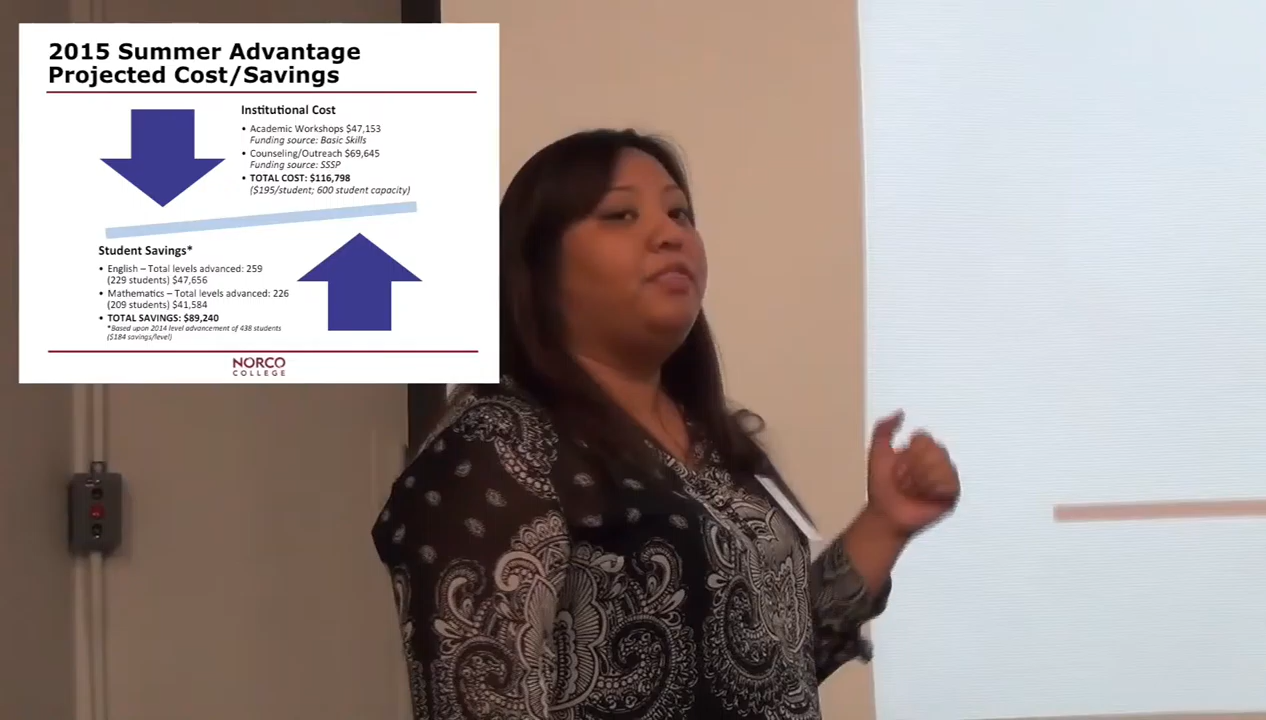 2015 Summer Advantage
Projected Cost/Savings
Institutional Cost
• Academic Workshops $47,153
Funding source: Basic Skills
• Counseling/Outreach $69,645
Funding source: SSSP
• TOTAL COST: $116,798
($195/student; 600 student capacity)
Student Savings*
• English – Total levels advanced: 259
(229 students) $47,656
• Mathematics – Total levels advanced: 226
(209 students) $41,584
• TOTAL SAVINGS: $89,240
*Based upon 2014 level advancement of 438 students
($184 savings/level)
NORCO
COLLEGE